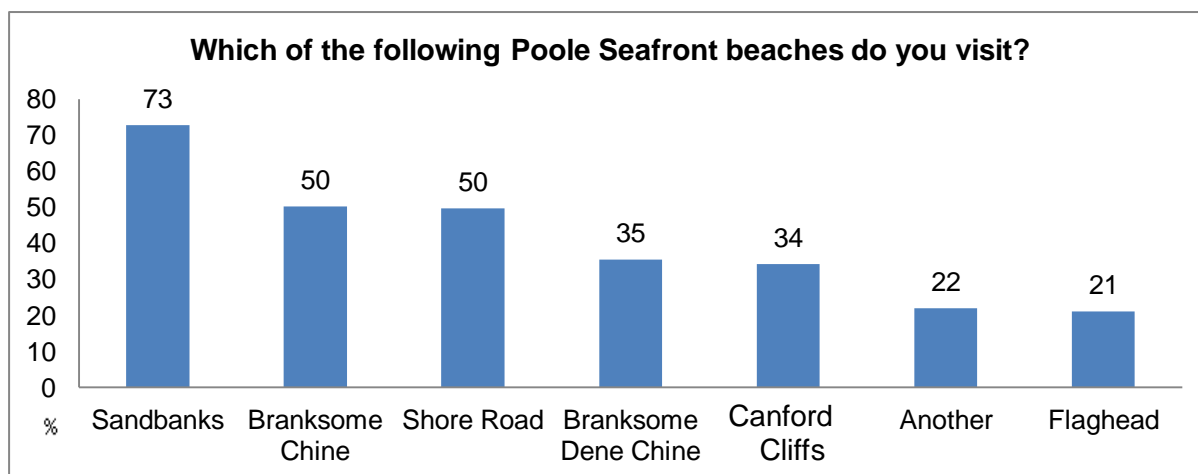 Which of the following Poole Seafront beaches do you visit?
80
70
60
50
40
30
20
10
0
%
73
50
50
35
34
22
21
Sandbanks
Branksome
Chine
Shore Road
Branksome
Dene Chine
Canford
Cliffs
Another
Flaghead